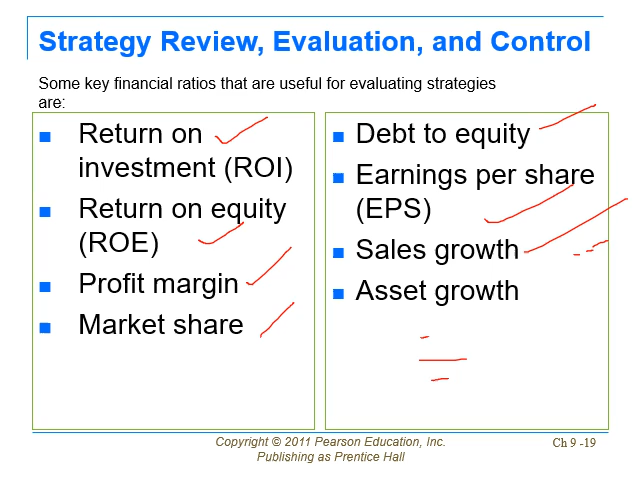 Strategy Review, Evaluation, and Control
Some key financial ratios that are useful for evaluating strategies
are:
Return on
investment (ROI)
Return on equity
(ROE)
Profit margin
Market share
Debt to equity
Earnings per share
(EPS)
Sales growth
Asset growth
Copyright © 2011 Pearson Education, Inc.
Publishing as Prentice Hall
Ch 9 -19